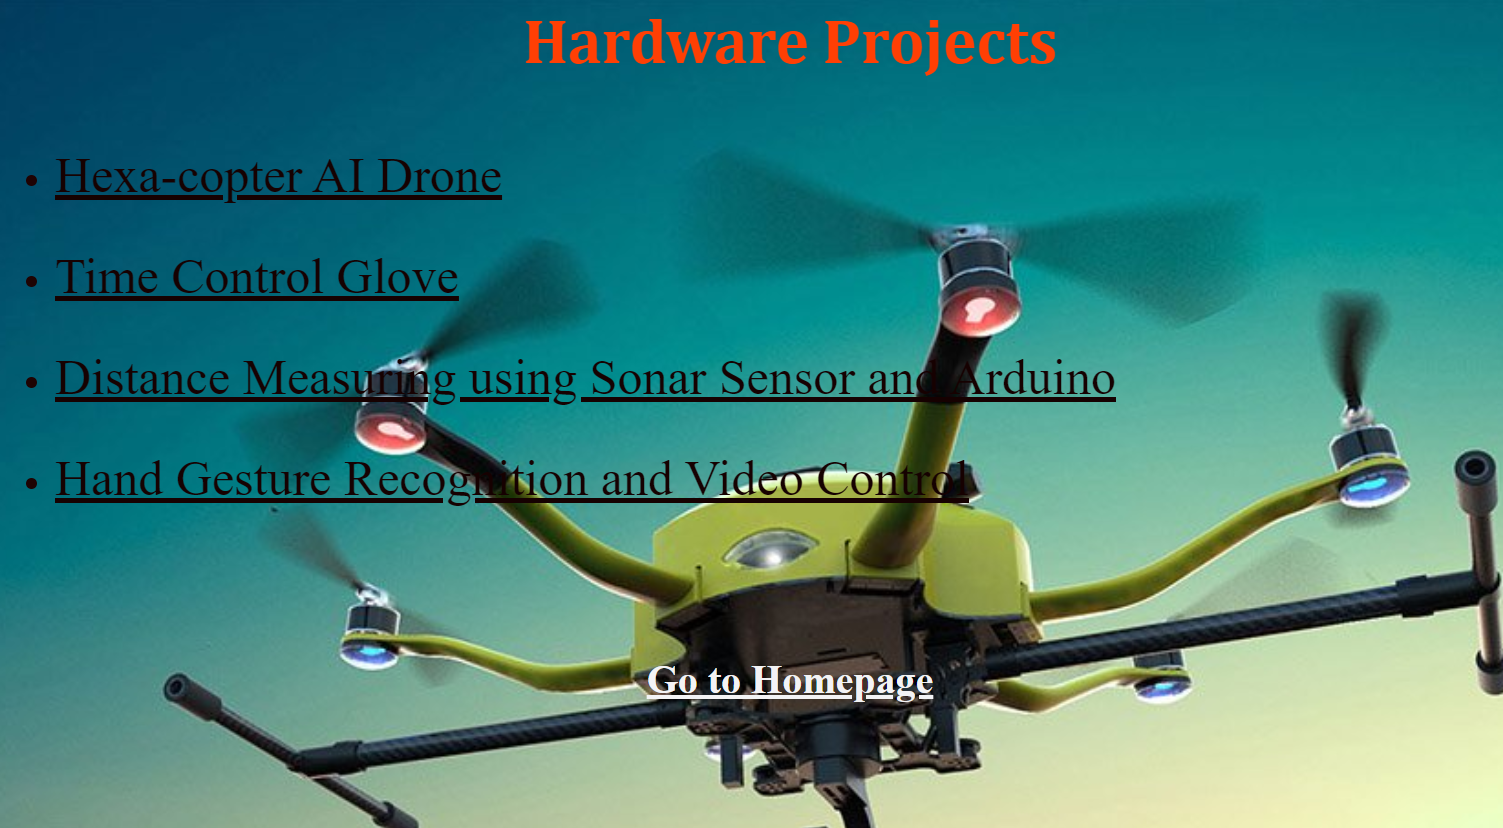 Hardware Projects
Hexa-copter AI Drone
Time Control Glove
Distance Measuring using Sonar Sensor and Arduino
Hand Gesture Recognition and Video Control
Go to Homepage